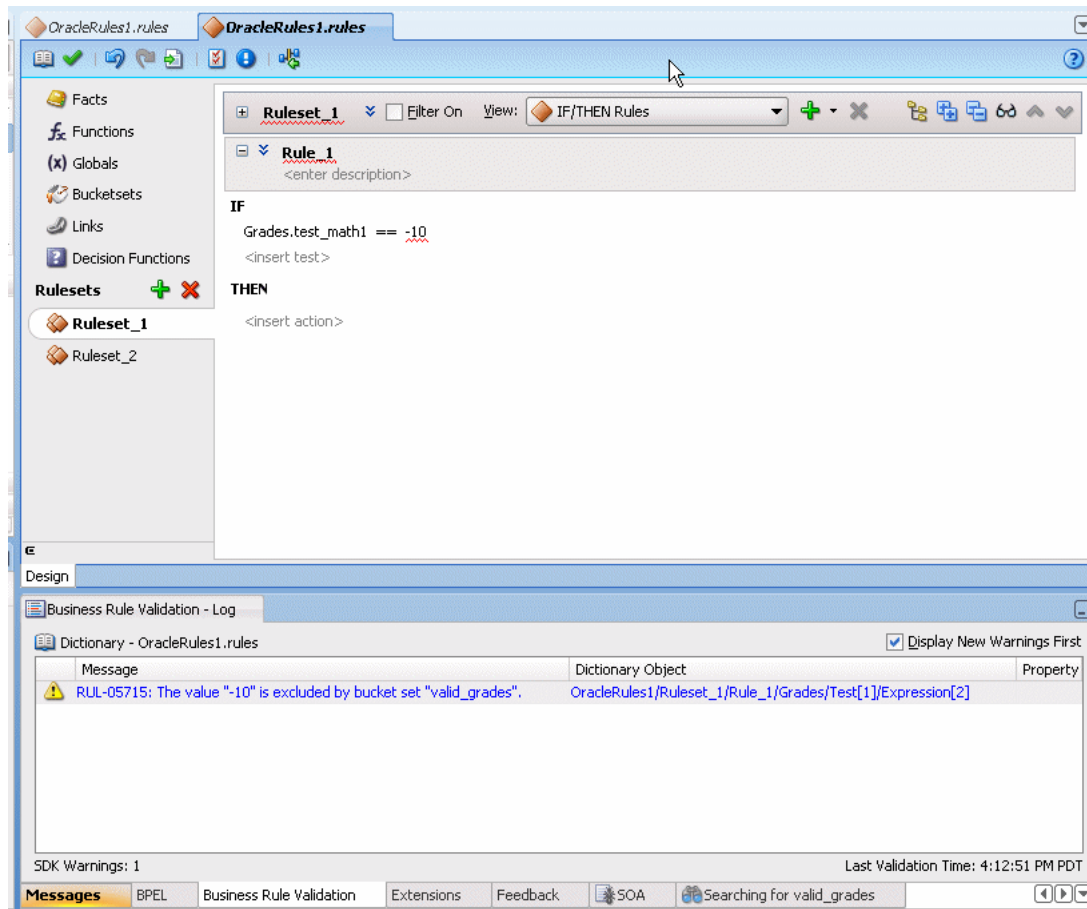 OracleRules1.rules OracleRules1.rules
Facts
Functions
Globals
Bucketsets
Links
Decision Functions
Rulesets
Ruleset_1
Ruleset_2
Ruleset_1 Filter On View: IF/THEN Rules
Rule_1
<enter description>
IF
Grades.test_math1 == -10
<insert test>
THEN
<insert action>
Design
Business Rule Validation - Log
Dictionary - OracleRules1.rules Display New Warnings First
Message Dictionary Object Property
RUL-05715: The value "-10" is excluded by bucket set "valid_grades". OracleRules1/Ruleset_1/Rule_1/Grades/Test[1]/Expression[2]
SDK Warnings: 1 Last Validation Time: 4:12:51 PM PDT
Messages BPEL Business Rule Validation Extensions Feedback SOA Searching for valid_grades